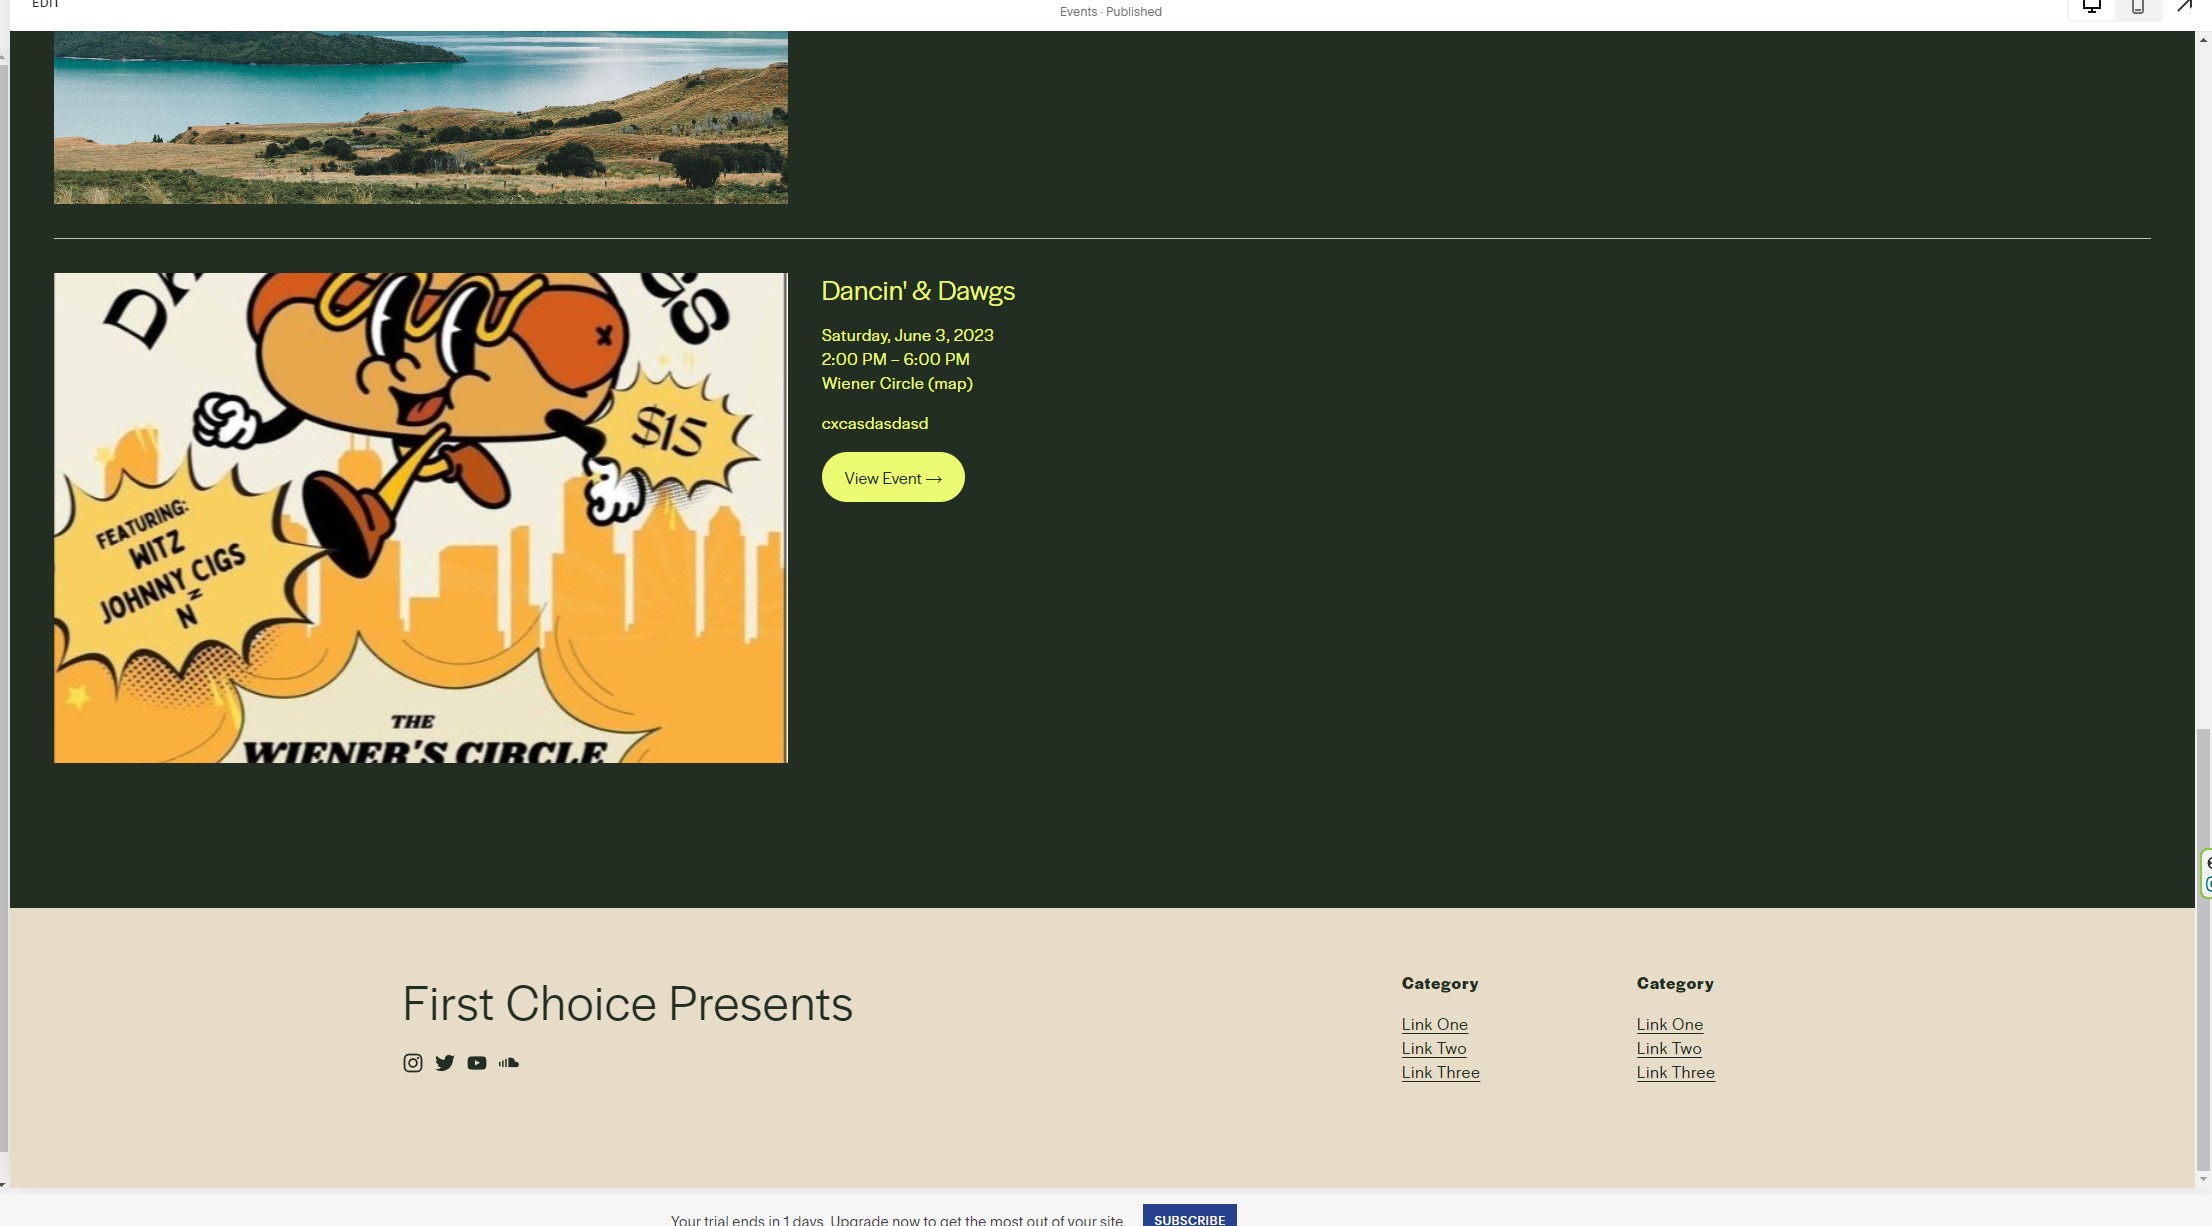 EDIT
Events · Published
$15
FEATURING:
WITZ
JOHNNY CIGS
N
THE
WIENER'S CIRCLE
Dancin' & Dawgs
Saturday, June 3, 2023
2:00 PM – 6:00 PM
Wiener Circle (map)
cxcasdasdasd
View Event →
First Choice Presents
Category
Link One
Link Two
Link Three
Category
Link One
Link Two
Link Three
Your trial ends in 1 days. Upgrade now to get the most out of your site
SUBSCRIBE